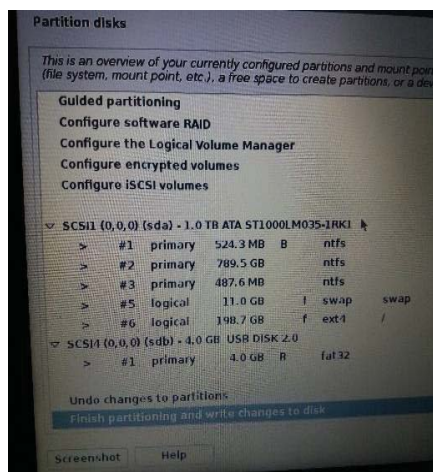 Partition disks
This is an overview of your currently configured partitions and mount poin
(file system, mount point, etc.), a free space to create partitions, or a dev
Guided partitioning
Configure software RAID
Configure the Logical Volume Manager
Configure encrypted volumes
Configure iSCSI volumes
SCSI1 (0,0,0) (sda) - 1.0 TB ATA ST1000LM035-1RK1
> #1 primary 524.3 MB B ntfs
> #2 primary 789.5 GB ntfs
> #3 primary 487.6 MB ntfs
> #5 logical 11.0 GB f swap swap
> #6 logical 198.7 GB f ext4 /
SCSI4 (0,0,0) (sdb) - 4.0 GB USB DISK 2.0
> #1 primary 4.0 GB B fat32
Undo changes to partitions
Finish partitioning and write changes to disk
Screenshot Help